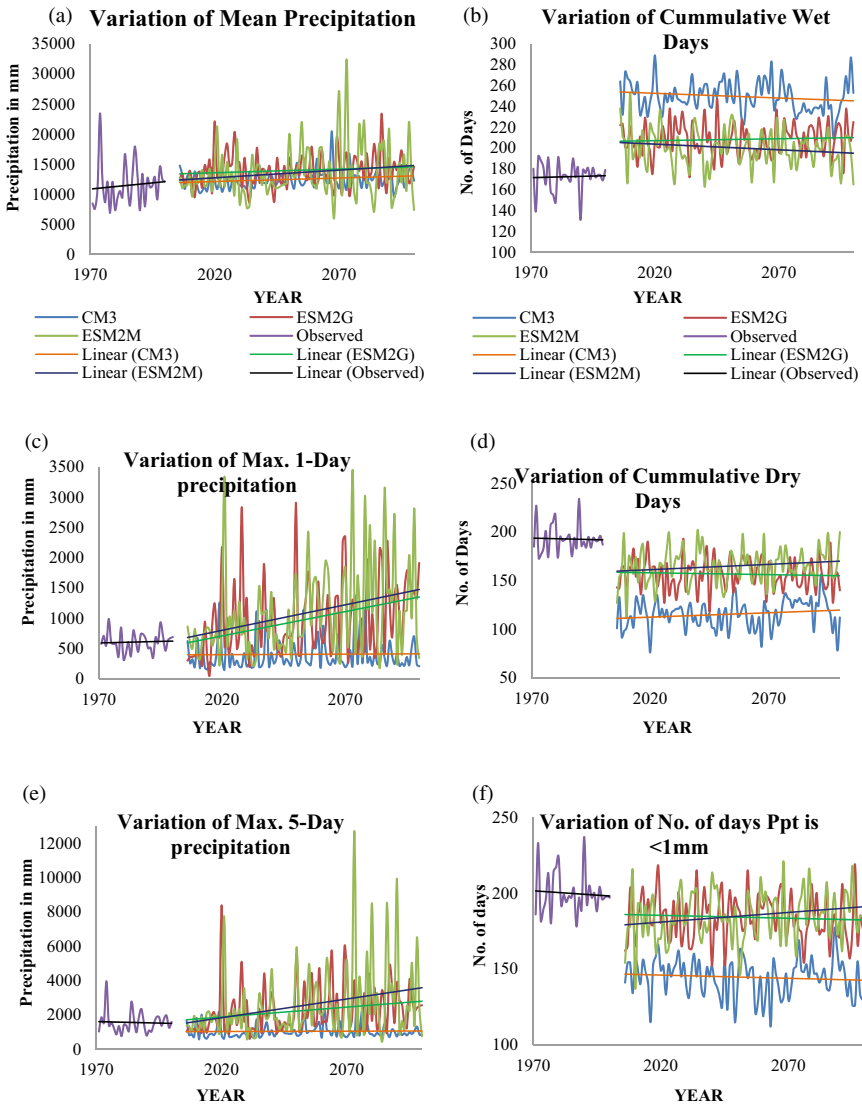 (a)
Variation of Mean Precipitation
Precipitation in mm
35000
30000
25000
20000
15000
10000
5000
0
1970
2020
2070
YEAR
CM3
ESM2G
ESM2M
Observed
Linear (CM3)
Linear (ESM2G)
Linear (ESM2M)
Linear (Observed)
(b)
Variation of Cummulative Wet
Days
No. of Days
300
280
260
240
220
200
180
160
140
120
100
1970
2020
2070
YEAR
CM3
ESM2G
ESM2M
Observed
Linear (CM3)
Linear (ESM2G)
Linear (ESM2M)
Linear (Observed)
(c)
Variation of Max. 1-Day
precipitation
Precipitation in mm
3500
3000
2500
2000
1500
1000
500
0
1970
2020
2070
YEAR
(d)
Variation of Cummulative Dry
Days
No. of Days
250
200
150
100
50
1970
2020
2070
YEAR
(e)
Variation of Max. 5-Day
precipitation
Precipitation in mm
12000
10000
8000
6000
4000
2000
0
1970
2020
2070
YEAR
(f)
Variation of No. of days Ppt is
<1mm
No. of days
250
200
150
100
1970
2020
2070
YEAR